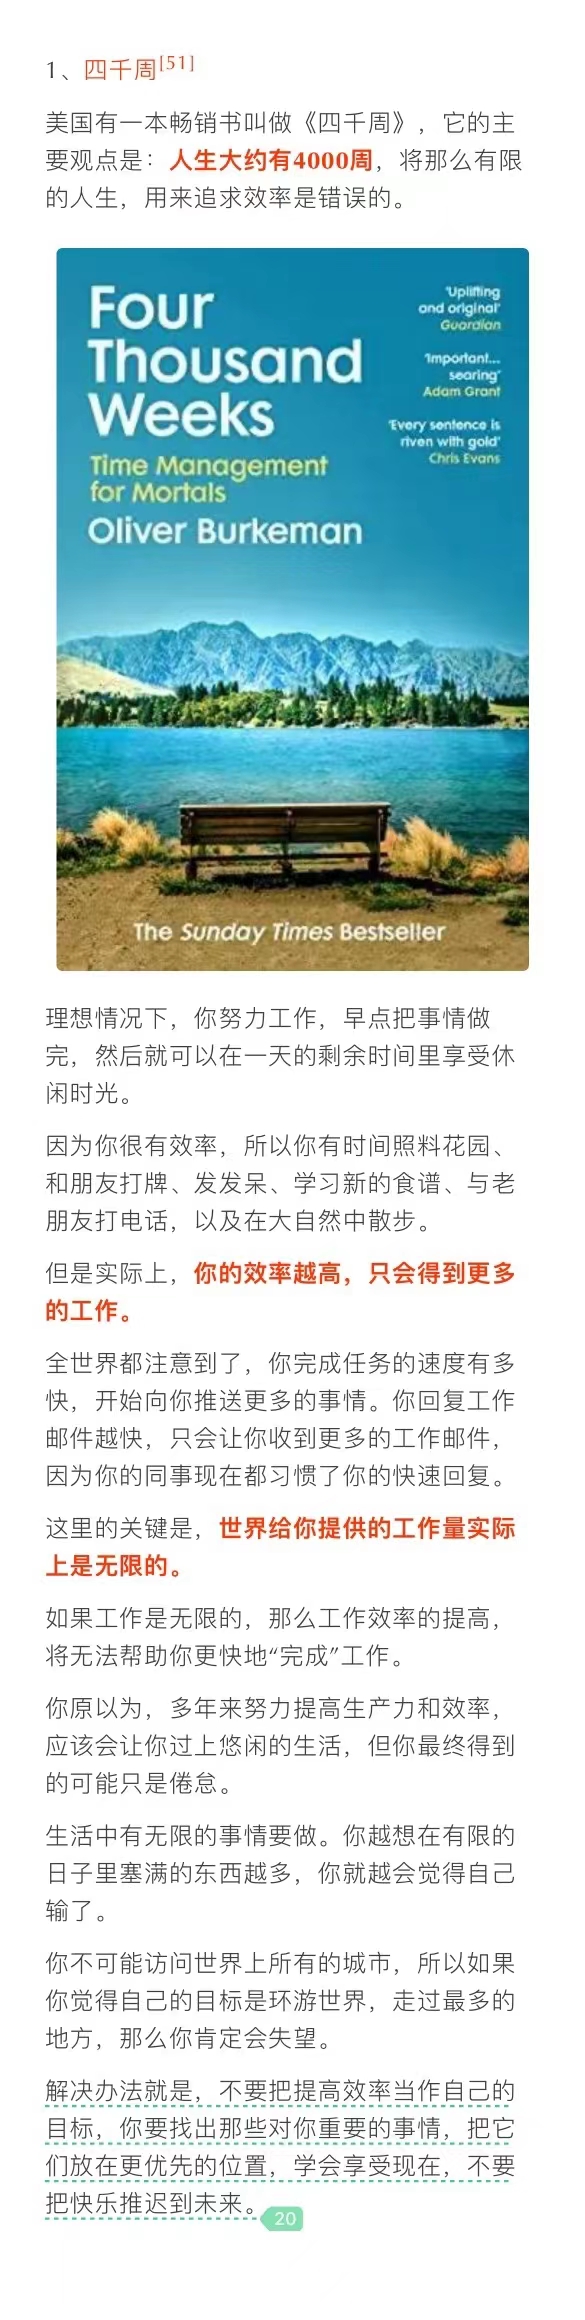 1、四千周[51]
美国有一本畅销书叫做《四千周》，它的主
要观点是：人生大约有4000周，将那么有限
的人生，用来追求效率是错误的。
Four
Thousand
Weeks
Time Management
for Mortals
Oliver Burkeman
'Uplifting
and original'
Guardian
'Important...
searing'
Adam Grant
'Every sentence is
riven with gold'
Chris Evans
The Sunday Times Bestseller
理想情况下，你努力工作，早点把事情做
完，然后就可以在一天的剩余时间里享受休
闲时光。
因为你很有效率，所以你有时间照料花园、
和朋友打牌、发发呆、学习新的食谱、与老
朋友打电话，以及在大自然中散步。
但是实际上，你的效率越高，只会得到更多
的工作。
全世界都注意到了，你完成任务的速度有多
快，开始向你推送更多的事情。你回复工作
邮件越快，只会让你收到更多的工作邮件，
因为你的同事现在都习惯了你的快速回复。
这里的关键是，世界给你提供的工作量实际
上是无限的。
如果工作是无限的，那么工作效率的提高，
将无法帮助你更快地“完成”工作。
你原以为，多年来努力提高生产力和效率，
应该会让你过上悠闲的生活，但你最终得到
的可能只是倦怠。
生活中有无限的事情要做。你越想在有限的
日子里塞满的东西越多，你就越会觉得自己
输了。
你不可能访问世界上所有的城市，所以如果
你觉得自己的目标是环游世界，走过最多的
地方，那么你肯定会失望。
解决办法就是，不要把提高效率当作自己的
目标，你要找出那些对你重要的事情，把它
们放在更优先的位置，学会享受现在，不要
把快乐推迟到未来。 20